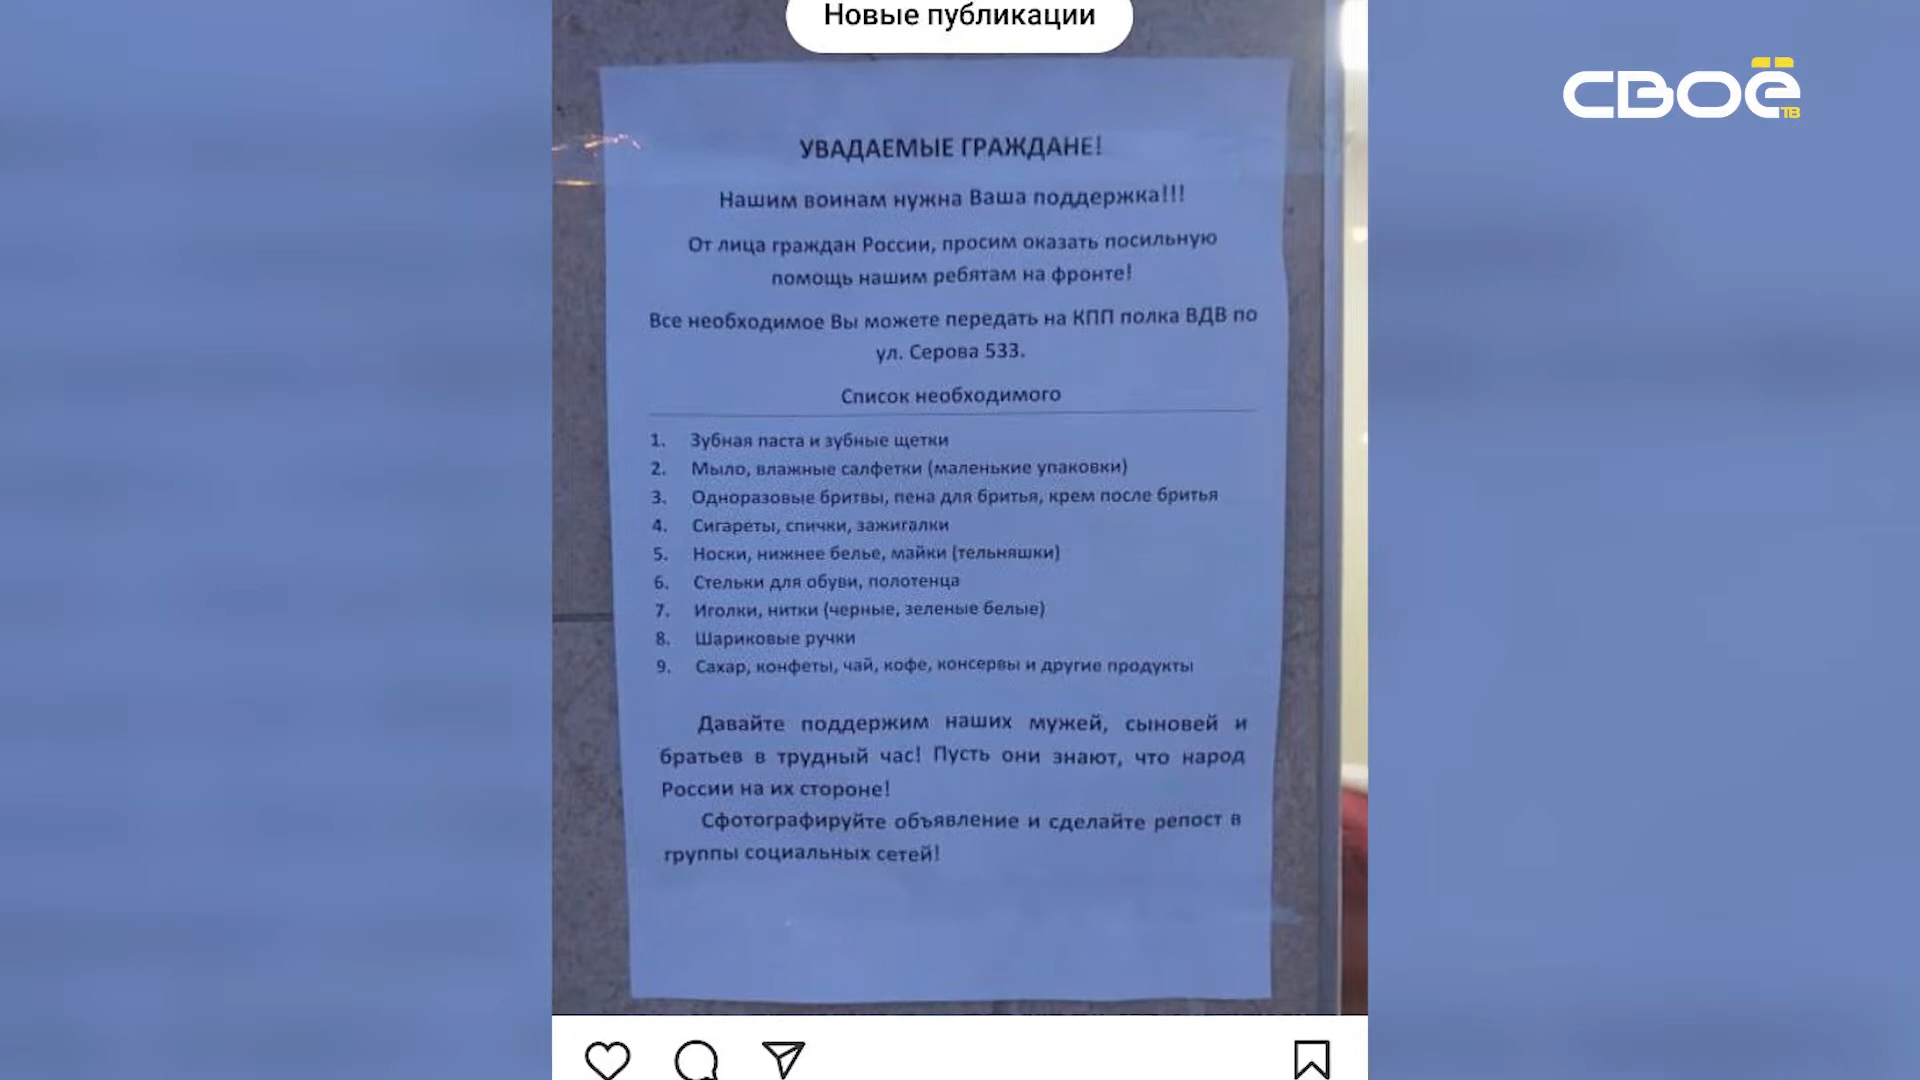 Новые публикации
СВОЁ
ТВ
УВАДАЕМЫЕ ГРАЖДАНЕ!
Нашим воинам нужна Ваша поддержка!!!
От лица граждан России, просим оказать посильную
помощь нашим ребятам на фронте!
Все необходимое Вы можете передать на КПП полка ВДВ по
ул. Серова 533.
Список необходимого
1. Зубная паста и зубные щетки
2. Мыло, влажные салфетки (маленькие упаковки)
3. Одноразовые бритвы, пена для бритья, крем после бритья
4. Сигареты, спички, зажигалки
5. Носки, нижнее белье, майки (тельняшки)
6. Стельки для обуви, полотенца
7. Иголки, нитки (черные, зеленые белые)
8. Шариковые ручки
9. Сахар, конфеты, чай, кофе, консервы и другие продукты
Давайте поддержим наших мужей, сыновей и
братьев в трудный час! Пусть они знают, что народ
России на их стороне!
Сфотографируйте объявление и сделайте репост в
группы социальных сетей!